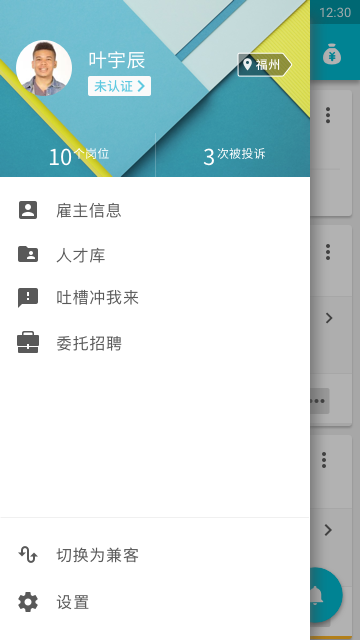 12:30
叶宇辰
未认证
福州
10个岗位
3次被投诉
雇主信息
人才库
吐槽冲我来
委托招聘
切换为兼客
设置